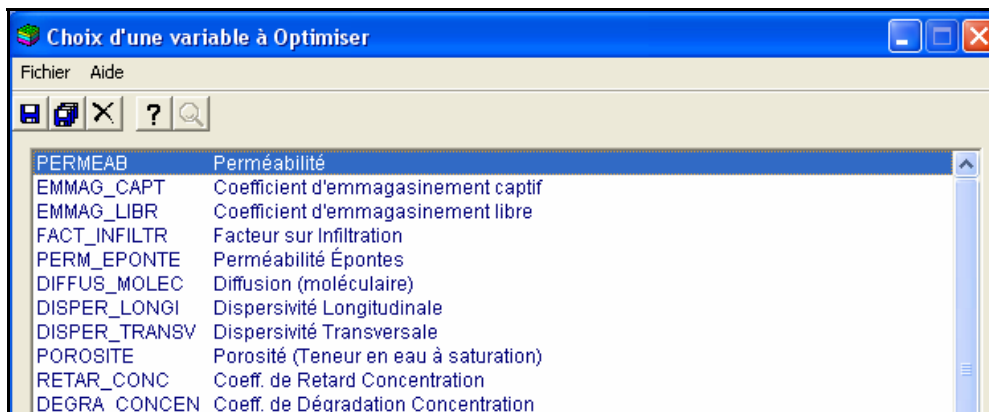 Choix d'une variable à Optimiser
Fichier Aide
?
PERMEAB Perméabilité
EMMAG_CAPT Coefficient d'emmagasinement captif
EMMAG_LIBR Coefficient d'emmagasinement libre
FACT_INFILTR Facteur sur Infiltration
PERM_EPONTE Perméabilité Épontes
DIFFUS_MOLEC Diffusion (moléculaire)
DISPER_LONGI Dispersivité Longitudinale
DISPER_TRANSV Dispersivité Transversale
POROSITE Porosité (Teneur en eau à saturation)
RETAR_CONC Coeff. de Retard Concentration
DEGRA_CONCEN Coeff. de Dégradation Concentration